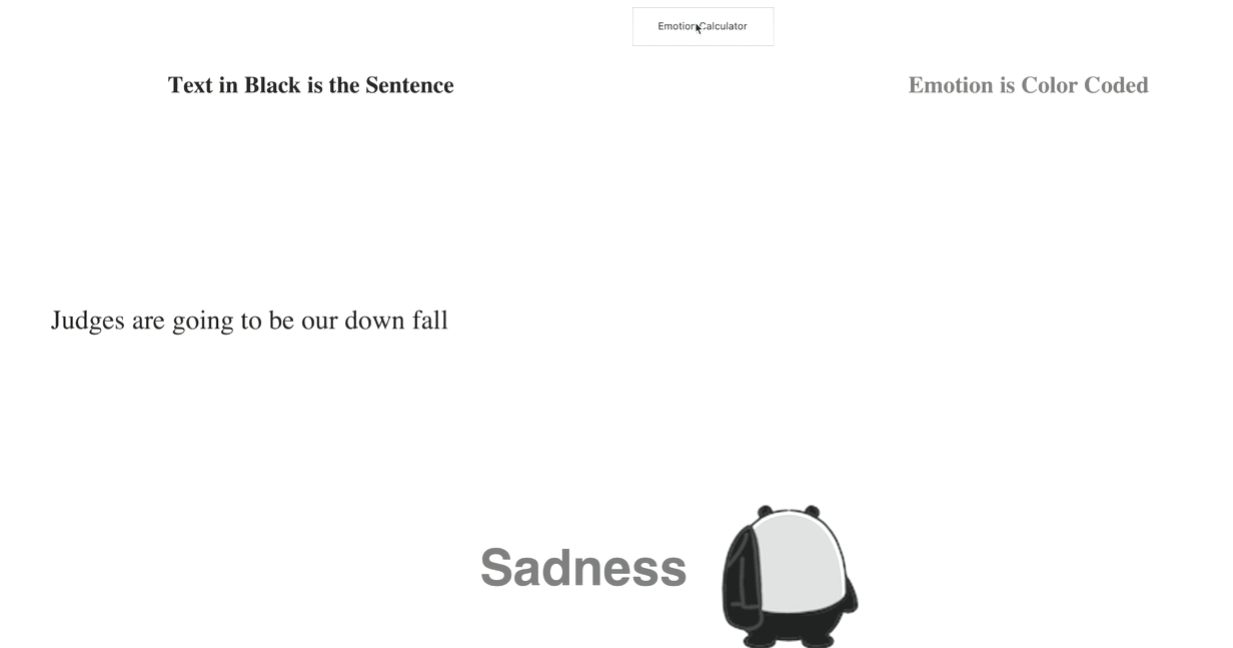 Emotion Calculator
Text in Black is the Sentence
Emotion is Color Coded
Judges are going to be our down fall
Sadness